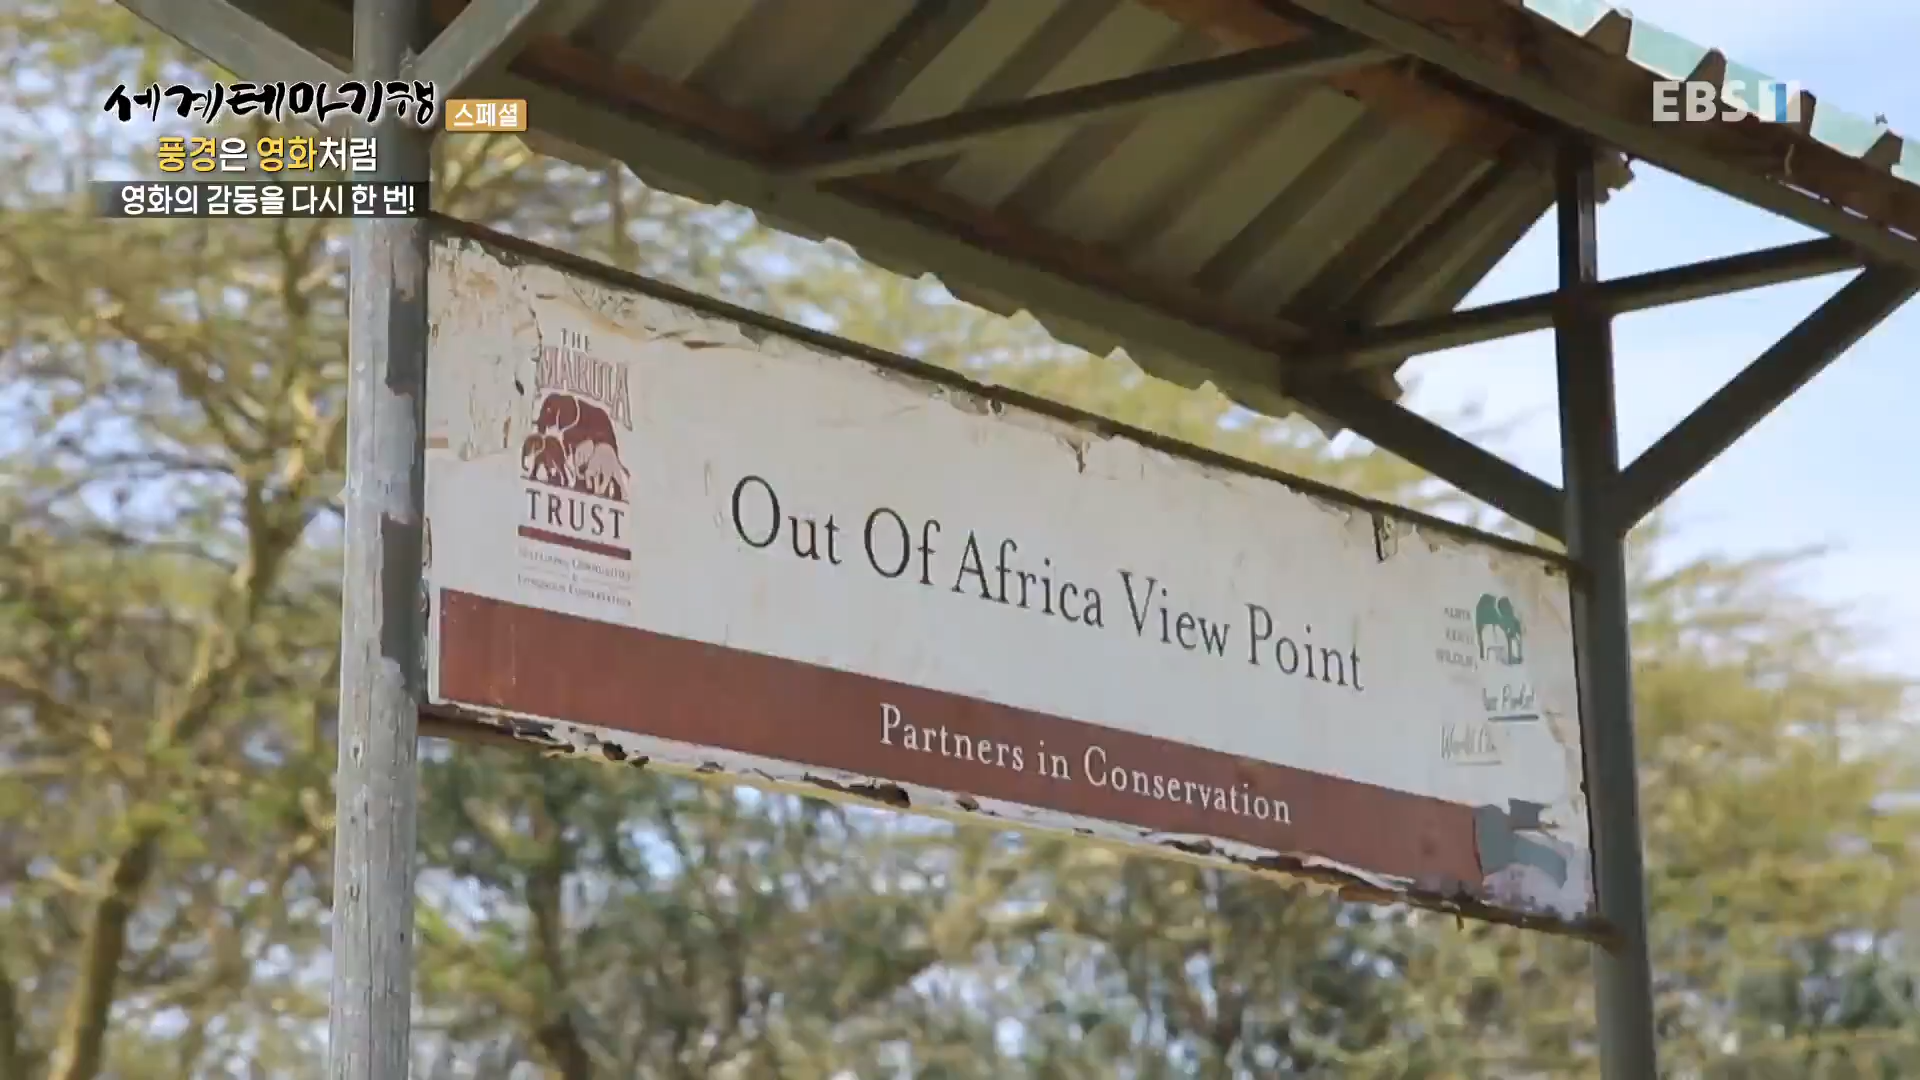 세계테마기행 스페셜
풍경은 영화처럼
영화의 감동을 다시 한 번!
EBS 1
THE
MARULA
TRUST
Out Of Africa View Point
Partners in Conservation